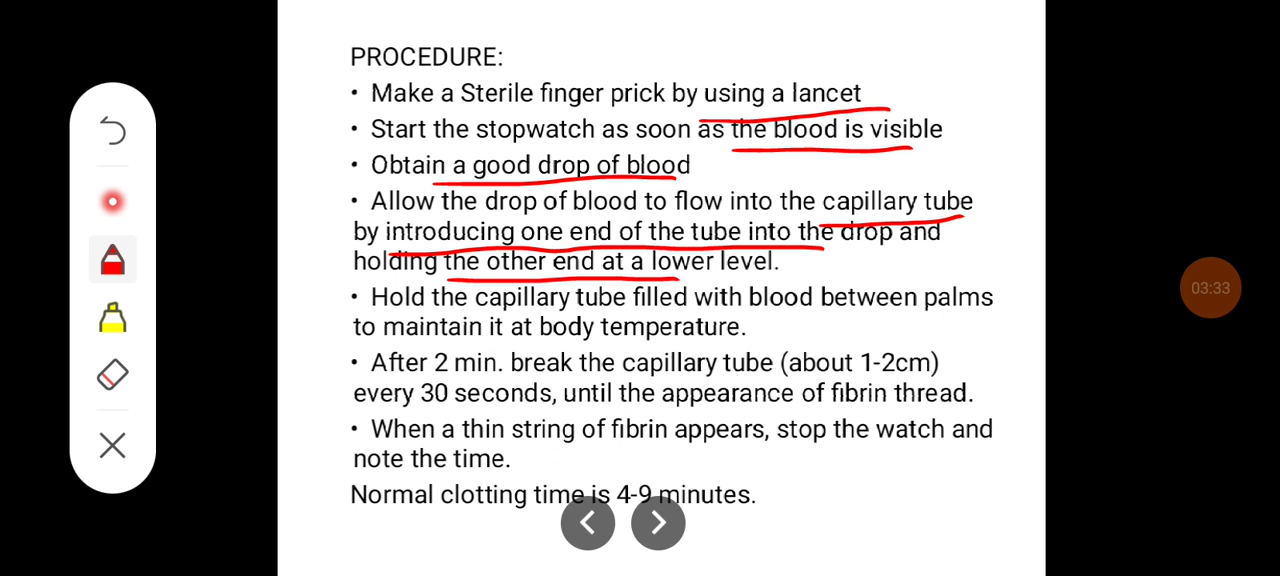 PROCEDURE:
• Make a Sterile finger prick by using a lancet
• Start the stopwatch as soon as the blood is visible
• Obtain a good drop of blood
• Allow the drop of blood to flow into the capillary tube
by introducing one end of the tube into the drop and
holding the other end at a lower level.
• Hold the capillary tube filled with blood between palms
to maintain it at body temperature.
• After 2 min. break the capillary tube (about 1-2cm)
every 30 seconds, until the appearance of fibrin thread.
• When a thin string of fibrin appears, stop the watch and
note the time.
Normal clotting time is 4-9 minutes.
03:33